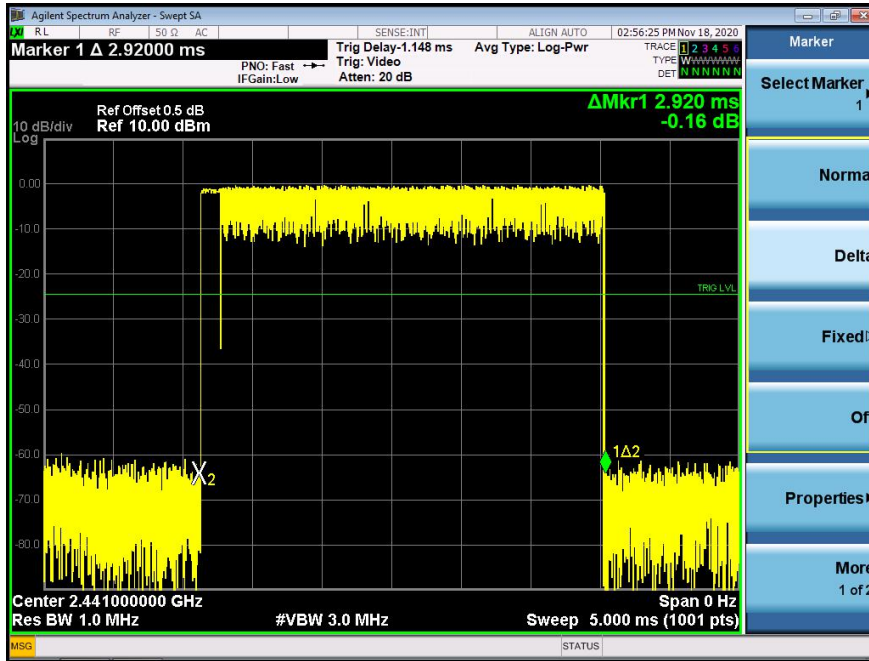 Agilent Spectrum Analyzer - Swept SA
LXI RL RF 50 Ω AC SENSE:INT ALIGN AUTO 02:56:25 PM Nov 18, 2020
Marker 1 Δ 2.92000 ms
PNO: Fast
IFGain:Low
Trig Delay-1.148 ms
Trig: Video
Atten: 20 dB
Avg Type: Log-Pwr
TRACE 1 2 3 4 5 6
TYPE WWWWWW
DET N N N N N N
Marker
Select Marker
1
Norma
Delta
Fixed
Of
Properties
More
1 of 2
ΔMkr1 2.920 ms
-0.16 dB
Ref Offset 0.5 dB
10 dB/div Ref 10.00 dBm
Log
0.00
-10.0
-20.0
TRIG LVL
-30.0
-40.0
-50.0
-60.0
1Δ2
X2
-70.0
-80.0
Center 2.441000000 GHz Span 0 Hz
Res BW 1.0 MHz #VBW 3.0 MHz Sweep 5.000 ms (1001 pts)
MSG STATUS